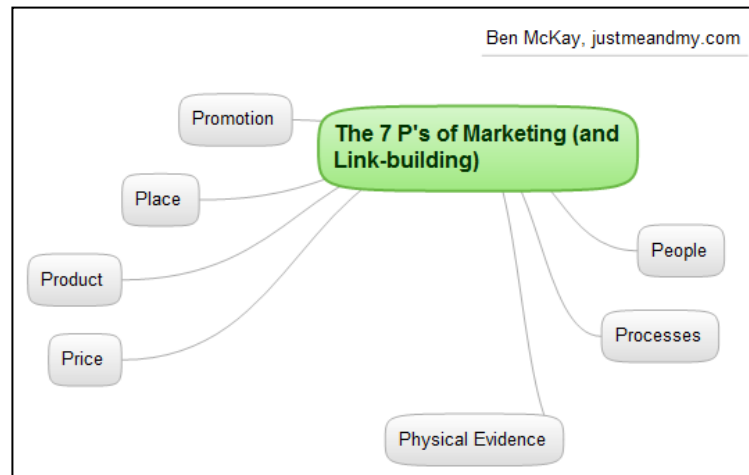 Ben McKay, justmeandmy.com
Promotion
The 7 P's of Marketing (and
Link-building)
Place
People
Product
Processes
Price
Physical Evidence